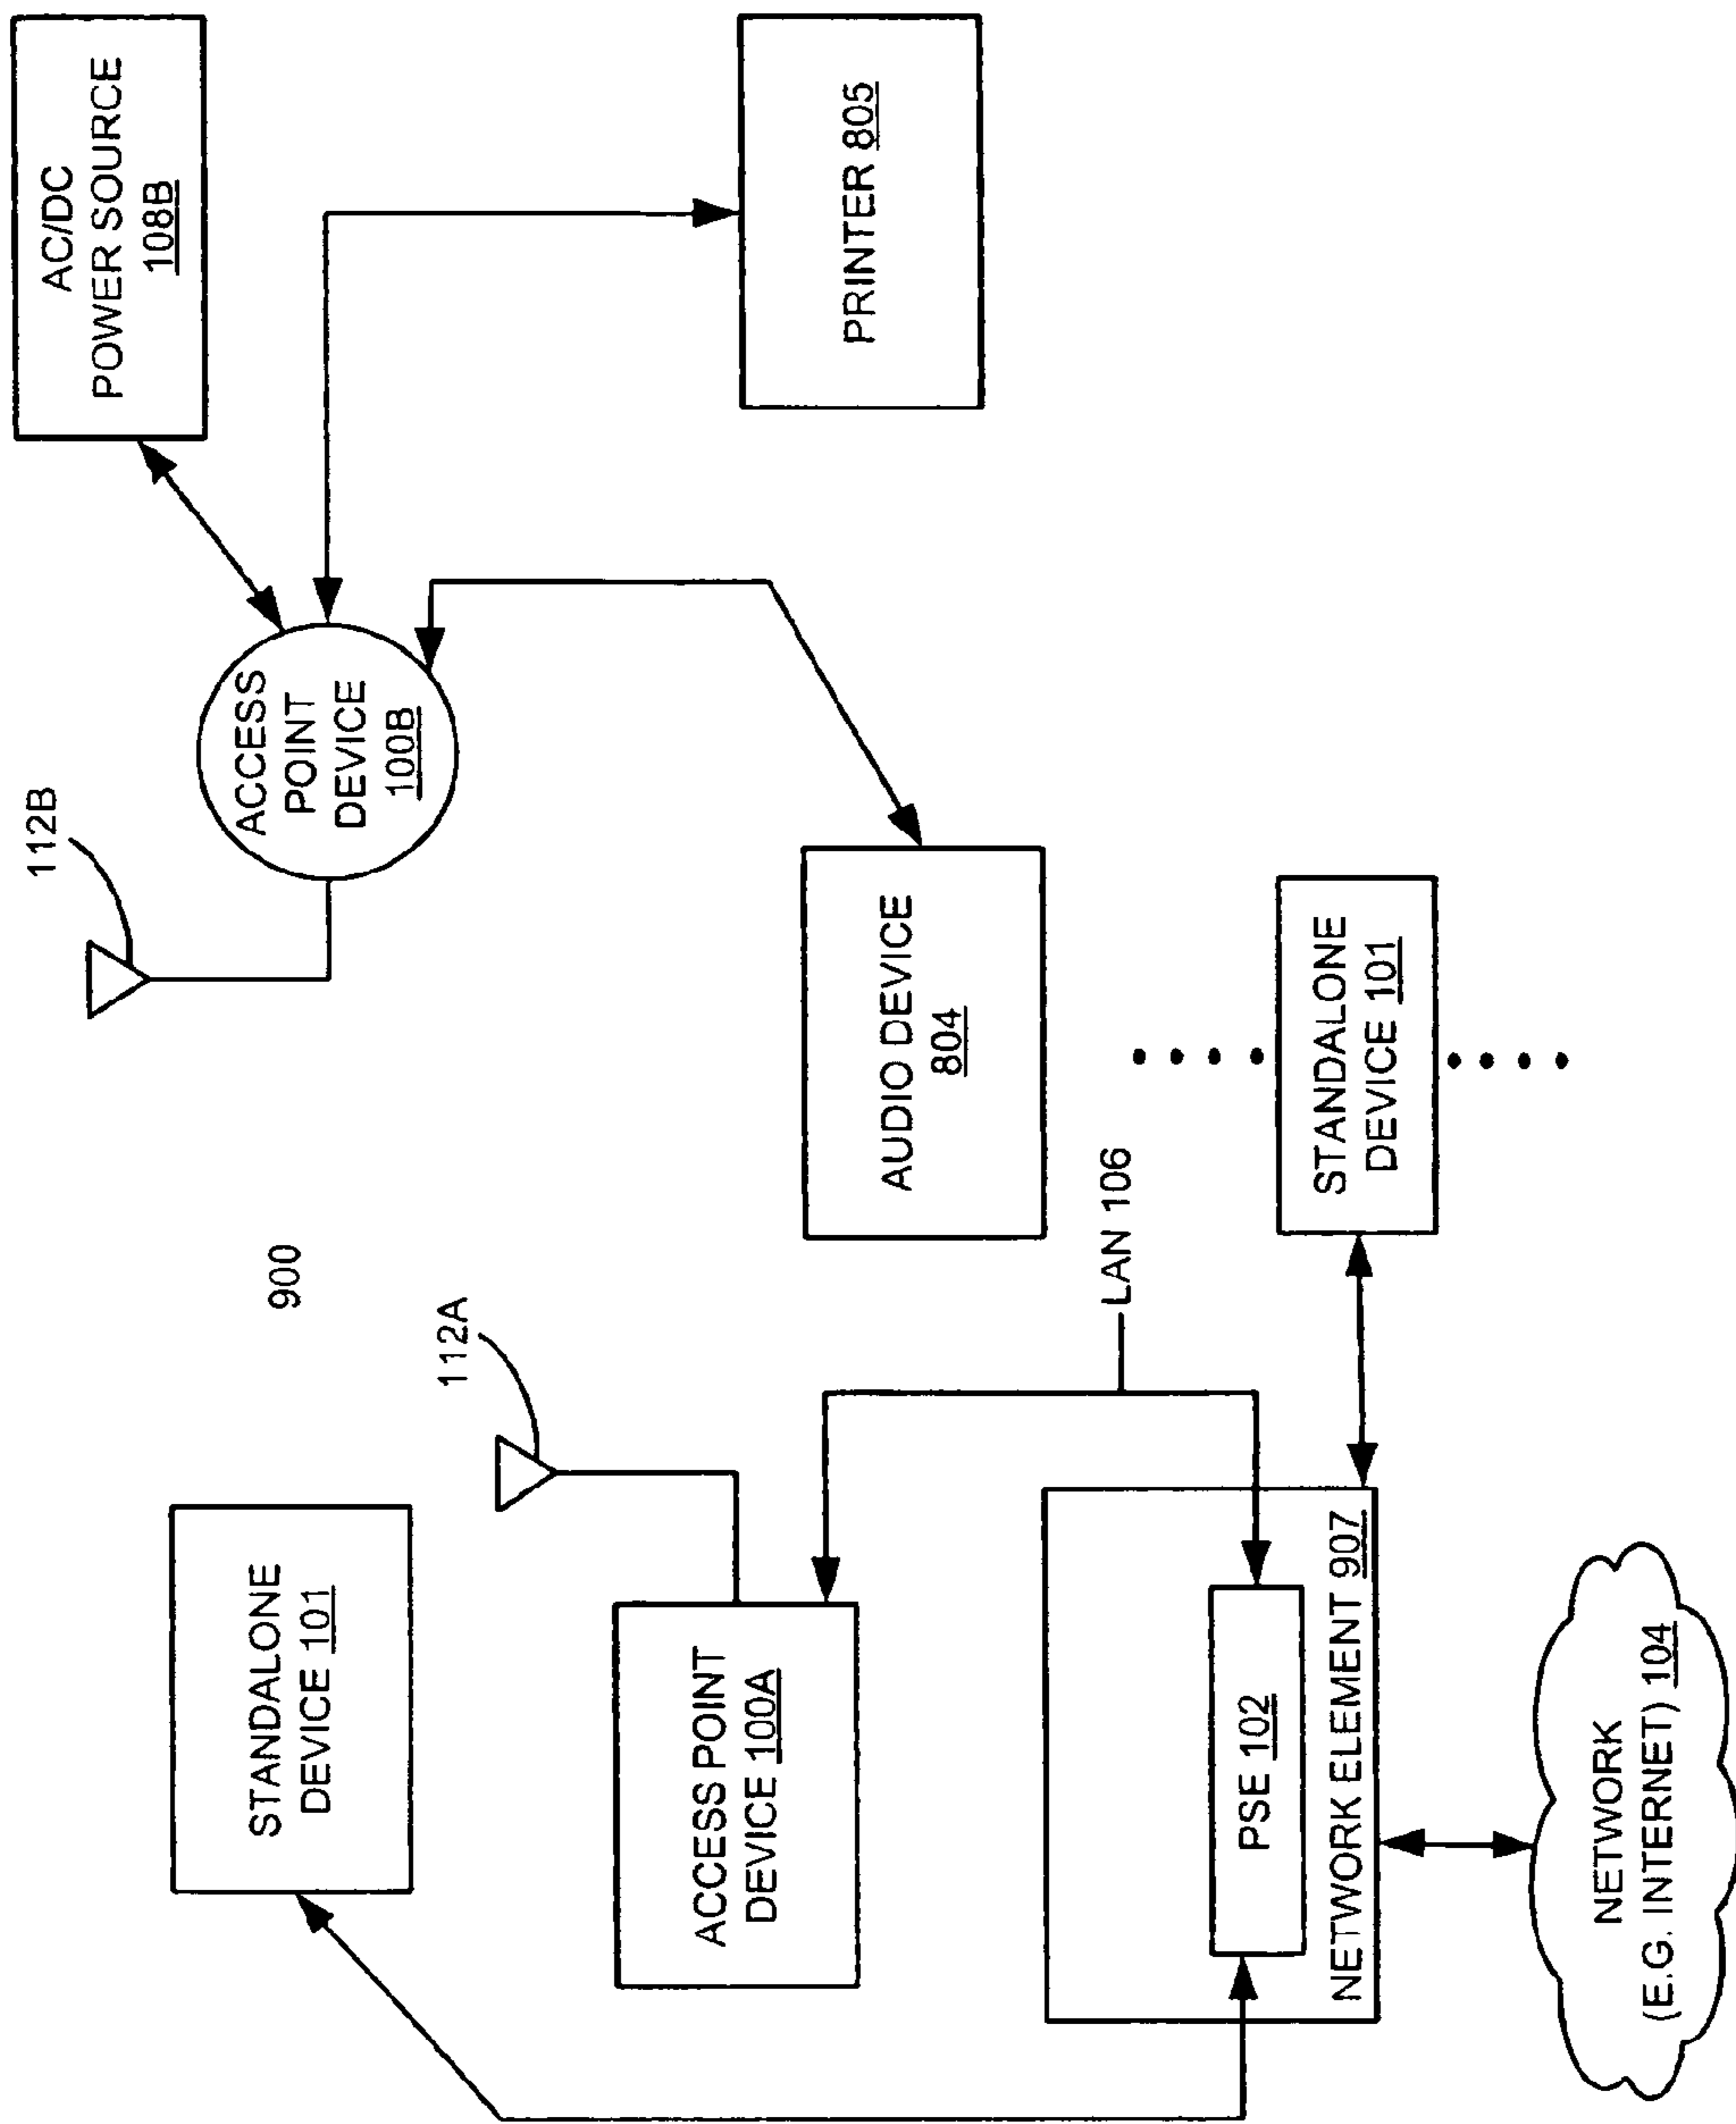 900
STANDALONE
DEVICE 101
112A
ACCESS POINT
DEVICE 100A
LAN 106
PSE 102
NETWORK ELEMENT 907
NETWORK
(E.G. INTERNET) 104
112B
ACCESS
POINT
DEVICE
100B
AC/DC
POWER SOURCE
108B
AUDIO DEVICE
804
PRINTER 805
STANDALONE
DEVICE 101